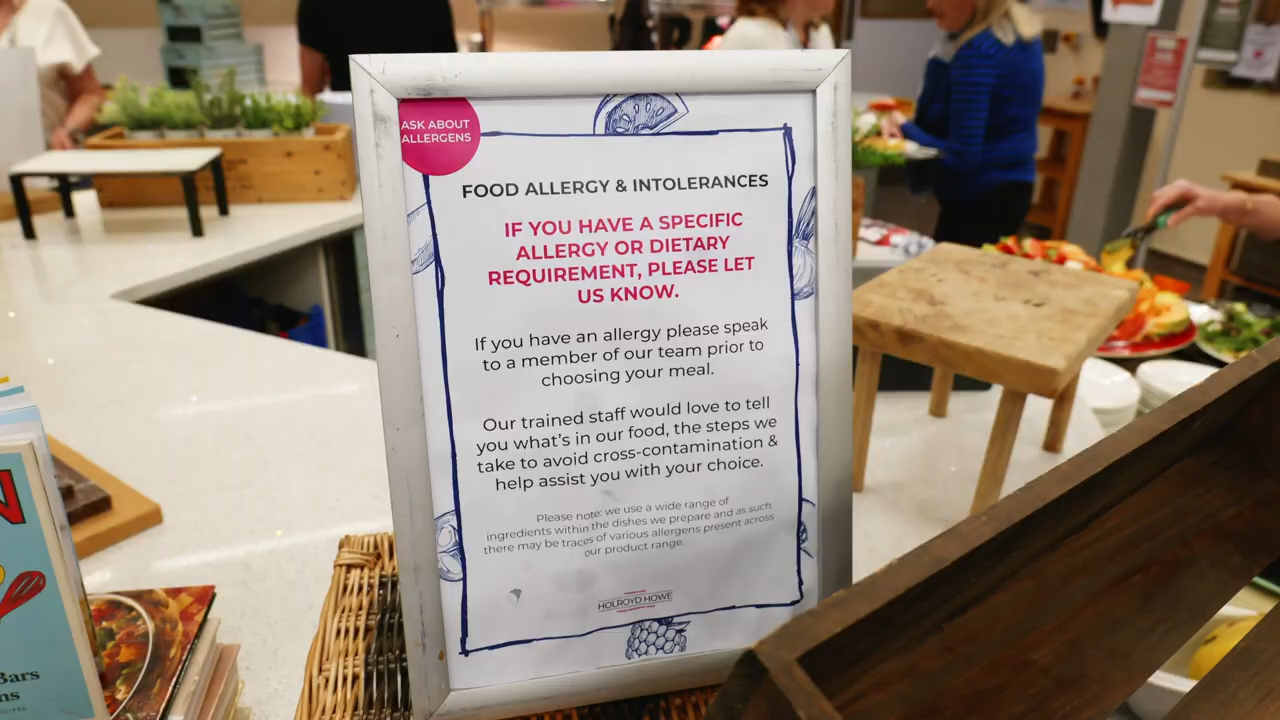 ASK ABOUT
ALLERGENS
FOOD ALLERGY & INTOLERANCES
IF YOU HAVE A SPECIFIC
ALLERGY OR DIETARY
REQUIREMENT, PLEASE LET
US KNOW.
If you have an allergy please speak
to a member of our team prior to
choosing your meal.
Our trained staff would love to tell
you what's in our food, the steps we
take to avoid cross-contamination &
help assist you with your choice.
Please note: we use a wide range of
ingredients within the dishes we prepare and as such
there may be traces of various allergens present across
our product range.
HOLROYD HOWE
N
Bars
ns